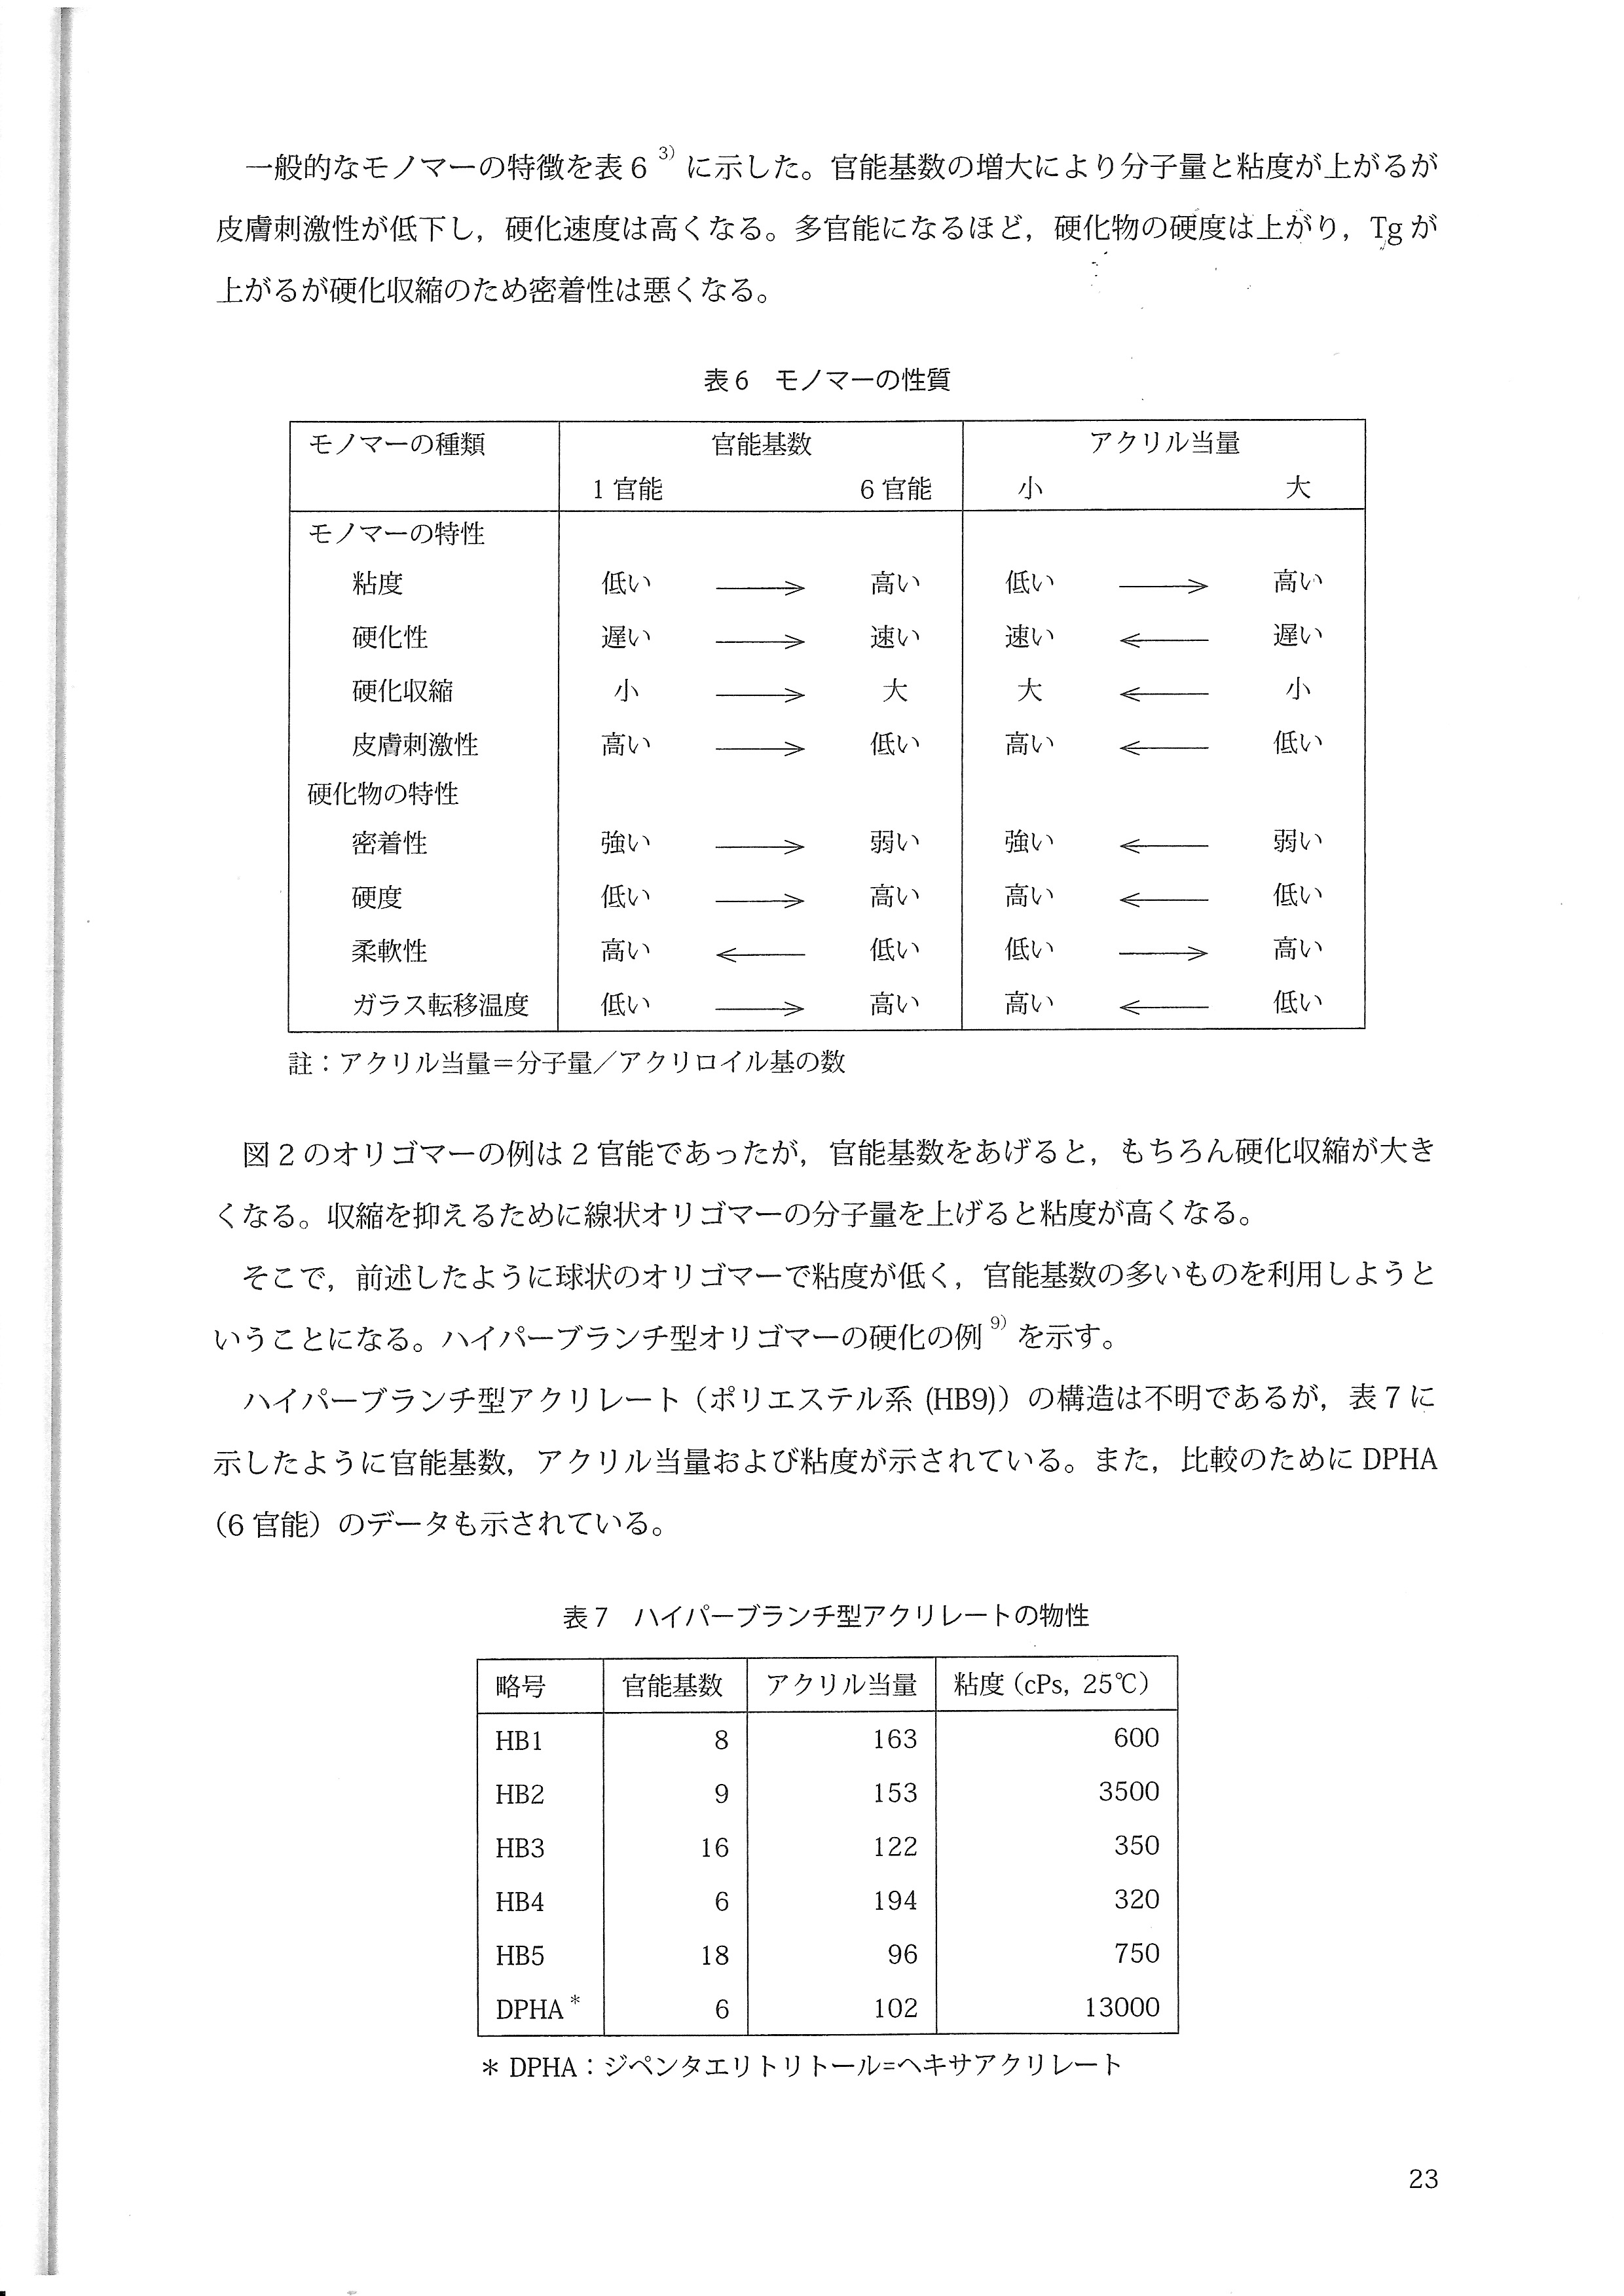 一般的なモノマーの特徴を表6 3) に示した。官能基数の増大により分子量と粘度が上がるが
皮膚刺激性が低下し，硬化速度は高くなる。多官能になるほど，硬化物の硬度は上がり，Tgが
上がるが硬化収縮のため密着性は悪くなる。
表6　モノマーの性質
モノマーの種類 官能基数 アクリル当量
1官能 6官能 小 大
モノマーの特性
粘度 低い → 高い 低い → 高い
硬化性 遅い → 速い 速い ← 遅い
硬化収縮 小 → 大 大 ← 小
皮膚刺激性 高い → 低い 高い ← 低い
硬化物の特性
密着性 強い → 弱い 強い ← 弱い
硬度 低い → 高い 高い ← 低い
柔軟性 高い ← 低い 低い → 高い
ガラス転移温度 低い → 高い 高い ← 低い
註：アクリル当量＝分子量／アクリロイル基の数
図2のオリゴマーの例は2官能であったが，官能基数をあげると，もちろん硬化収縮が大き
くなる。収縮を抑えるために線状オリゴマーの分子量を上げると粘度が高くなる。
そこで，前述したように球状のオリゴマーで粘度が低く，官能基数の多いものを利用しようと
いうことになる。ハイパーブランチ型オリゴマーの硬化の例 9) を示す。
ハイパーブランチ型アクリレート（ポリエステル系 (HB9)）の構造は不明であるが，表7に
示したように官能基数，アクリル当量および粘度が示されている。また，比較のために DPHA
（6官能）のデータも示されている。
表7　ハイパーブランチ型アクリレートの物性
略号 官能基数 アクリル当量 粘度（cPs, 25℃）
HB1 8 163 600
HB2 9 153 3500
HB3 16 122 350
HB4 6 194 320
HB5 18 96 750
DPHA* 6 102 13000
＊ DPHA：ジペンタエリトリトール=ヘキサアクリレート
23